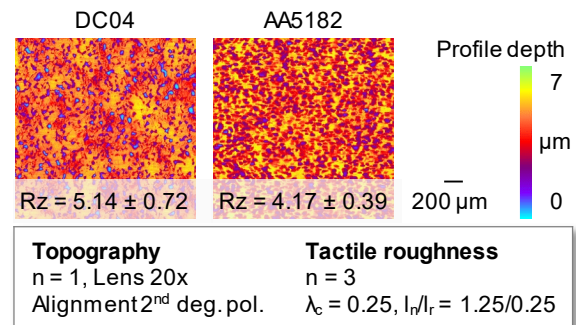 DC04
AA5182
Profile depth
7
µm
0
Rz = 5.14 ± 0.72
Rz = 4.17 ± 0.39
200 µm
Topography
n = 1, Lens 20x
Alignment 2nd deg. pol.
Tactile roughness
n = 3
λc = 0.25, ln/lr = 1.25/0.25